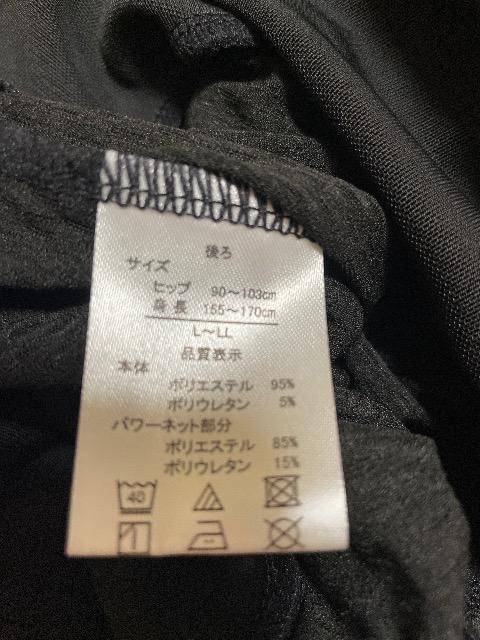 後ろ
サイズ
ヒップ 90〜103cm
身長 155〜170cm
L〜LL
品質表示
本体
ポリエステル 95%
ポリウレタン 5%
パワーネット部分
ポリエステル 85%
ポリウレタン 15%
40